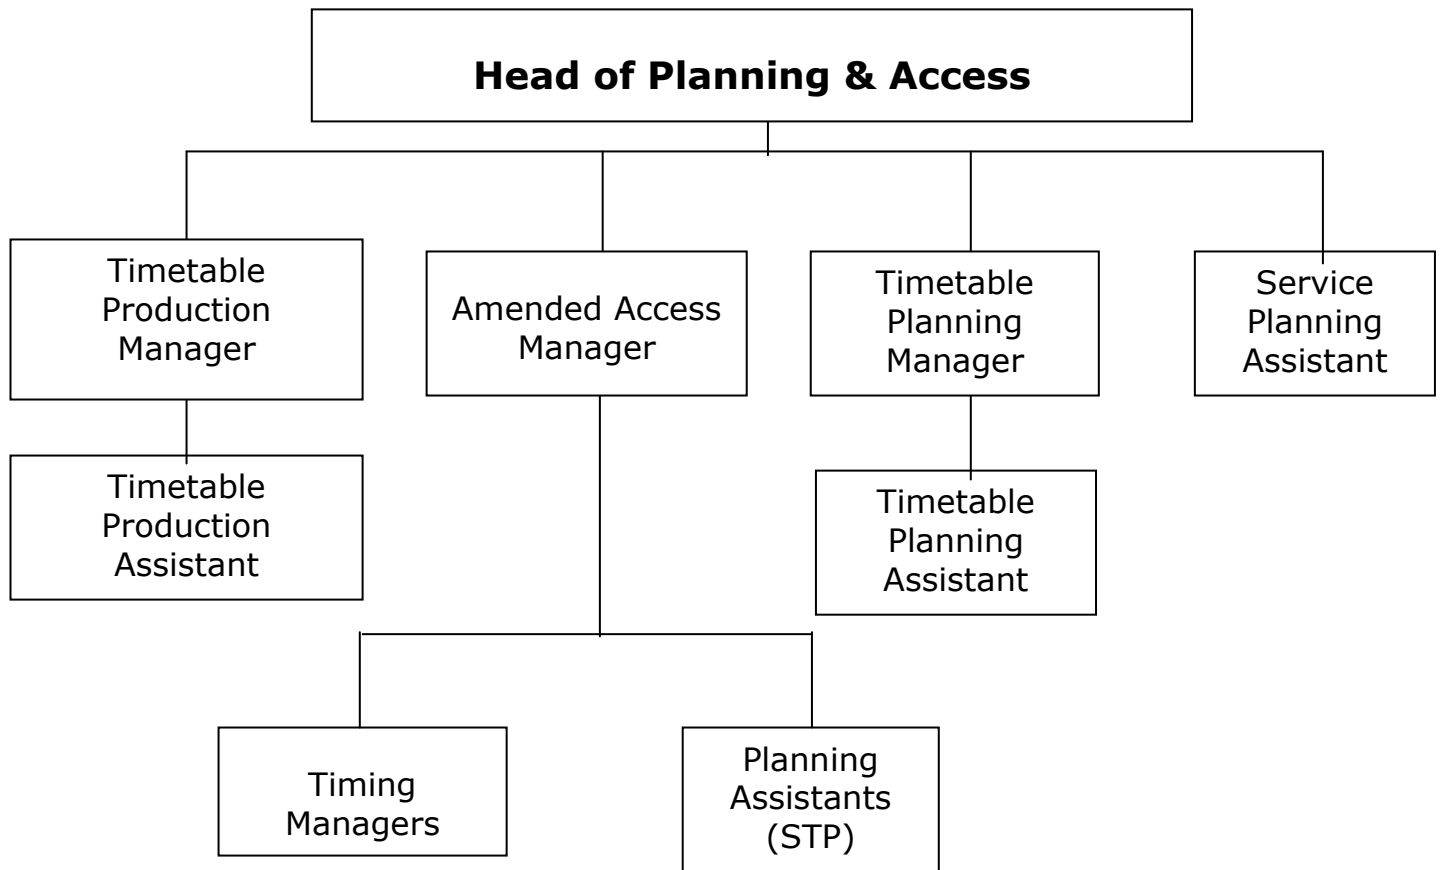 Head of Planning & Access
Timetable
Production
Manager
Amended Access
Manager
Timetable
Planning
Manager
Service
Planning
Assistant
Timetable
Production
Assistant
Timetable
Planning
Assistant
Timing
Managers
Planning
Assistants
(STP)